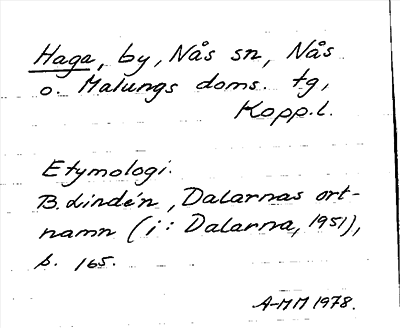 Haga, by, Nås sn, Nås
o. Malungs doms. tg,
Kopp.l.
Etymologi.
B. Lindén, Dalarnas ort-
namn (i: Dalarna, 1951),
s. 165.
A-MM 1978.